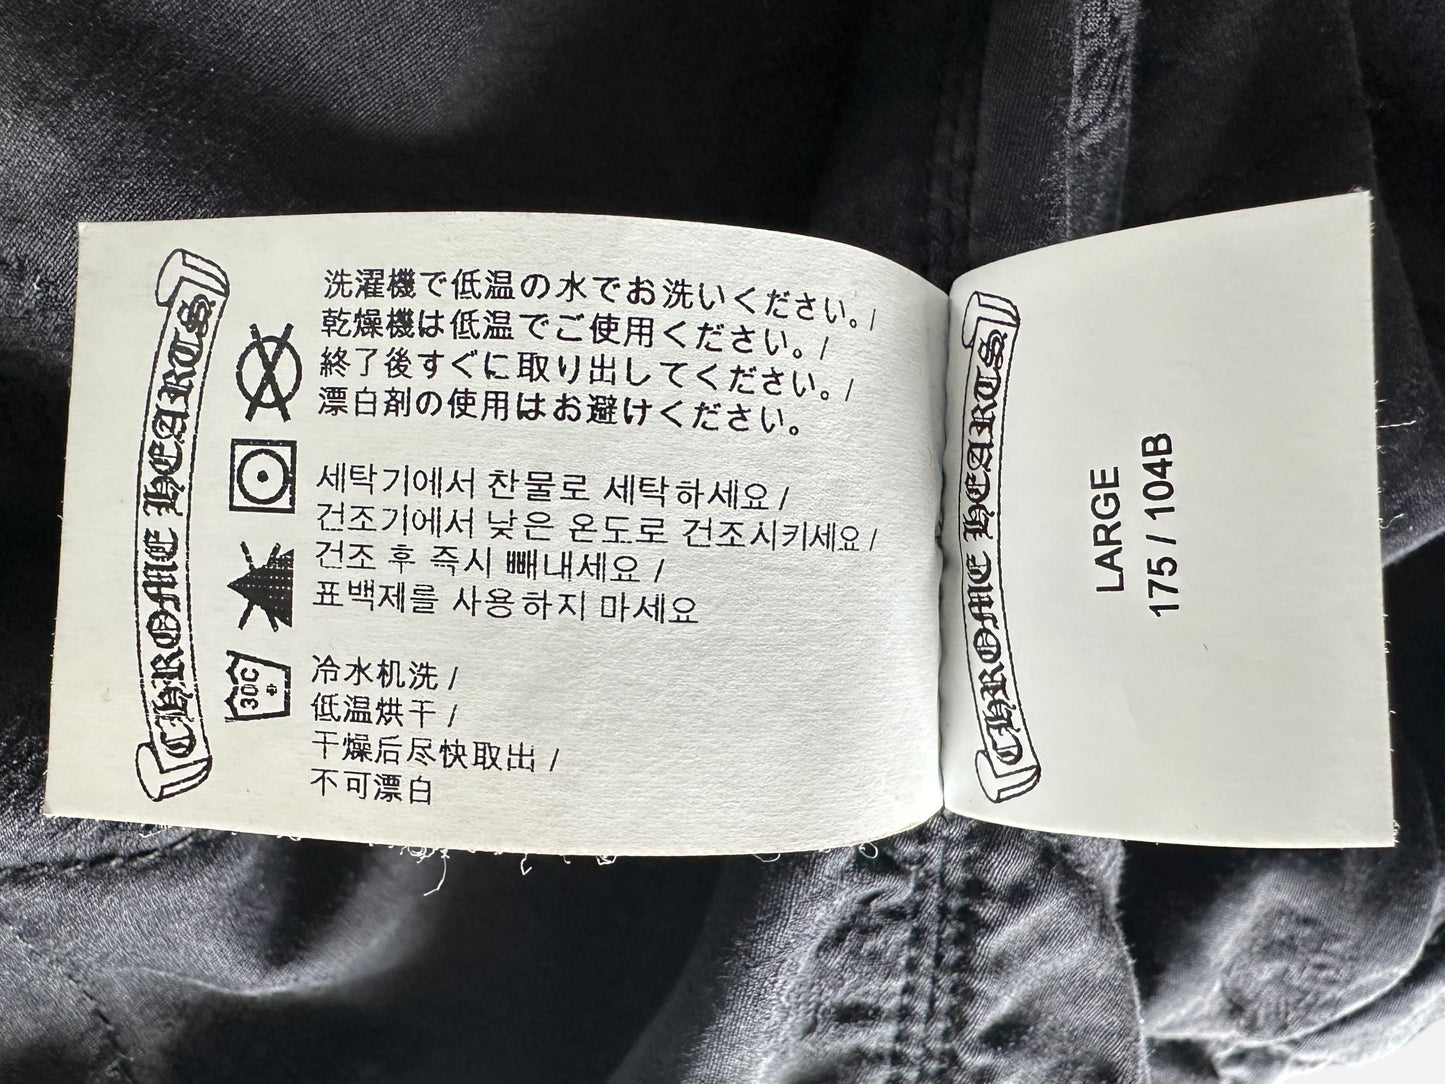 CHROME HEARTS
洗濯機で低温の水でお洗いください。/
乾燥機は低温でご使用ください。/
終了後すぐに取り出してください。/
漂白剤の使用はお避けください。
세탁기에서 찬물로 세탁하세요 /
건조기에서 낮은 온도로 건조시키세요 /
건조 후 즉시 빼내세요 /
표백제를 사용하지 마세요
30C
冷水机洗 /
低温烘干 /
干燥后尽快取出 /
不可漂白
CHROME HEARTS
LARGE
175 / 104B